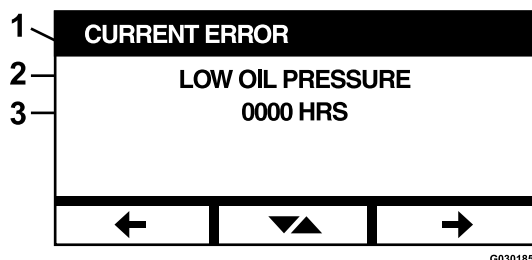 1 CURRENT ERROR
2 LOW OIL PRESSURE
3 0000 HRS
G030185